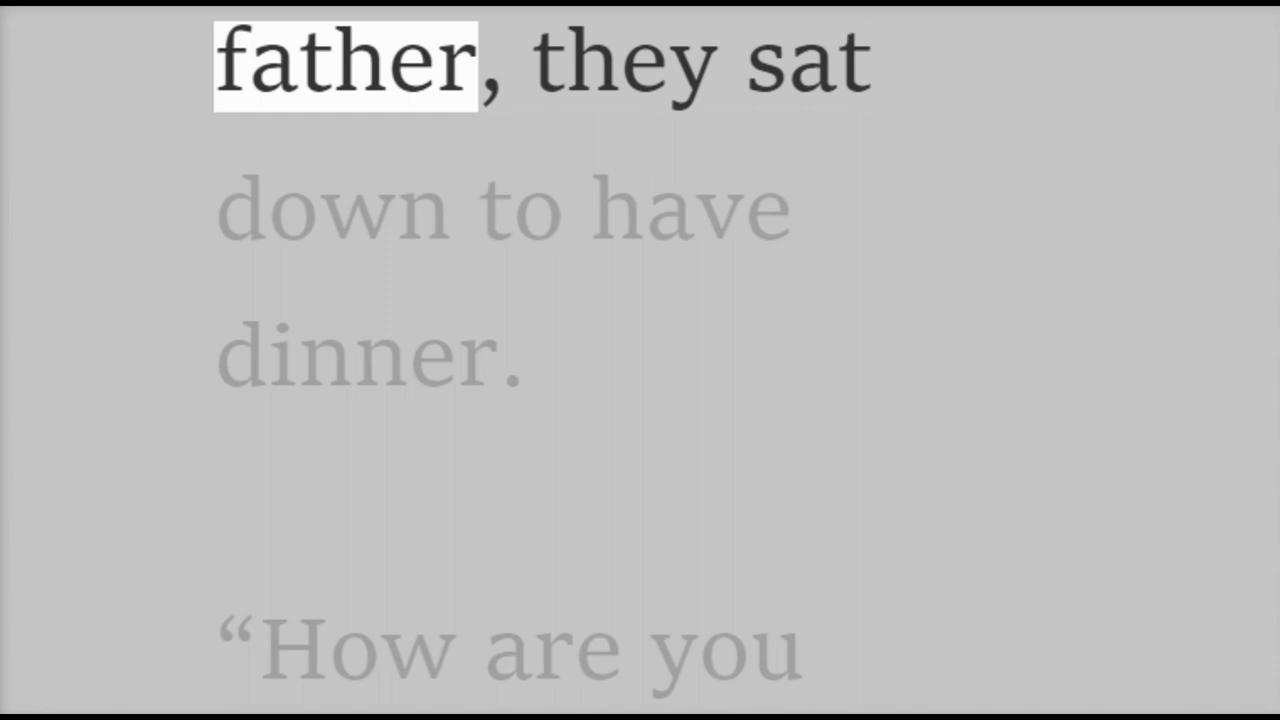 father, they sat
down to have
dinner.
“How are you